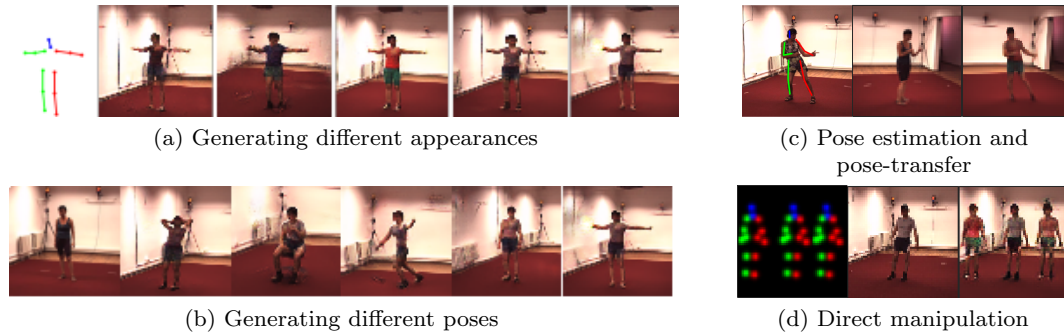 (a) Generating different appearances
(c) Pose estimation and
pose-transfer
(b) Generating different poses
(d) Direct manipulation